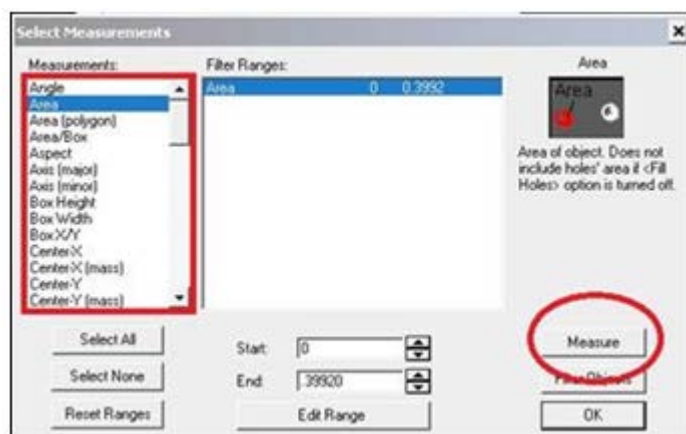 Select Measurements
Measurements:
Angle
Area
Area (polygon)
Area/Box
Aspect
Axis (major)
Axis (minor)
Box Height
Box Width
Box X/Y
Center-X
Center-X (mass)
Center-Y
Center-Y (mass)
Select All
Select None
Reset Ranges
Filter Ranges:
Area 0 0.3992
Start: 0
End: .39920
Edit Range
Area
Area
Area of object. Does not
include holes' area if <Fill
Holes> option is turned off.
Measure
Filter Objects
OK